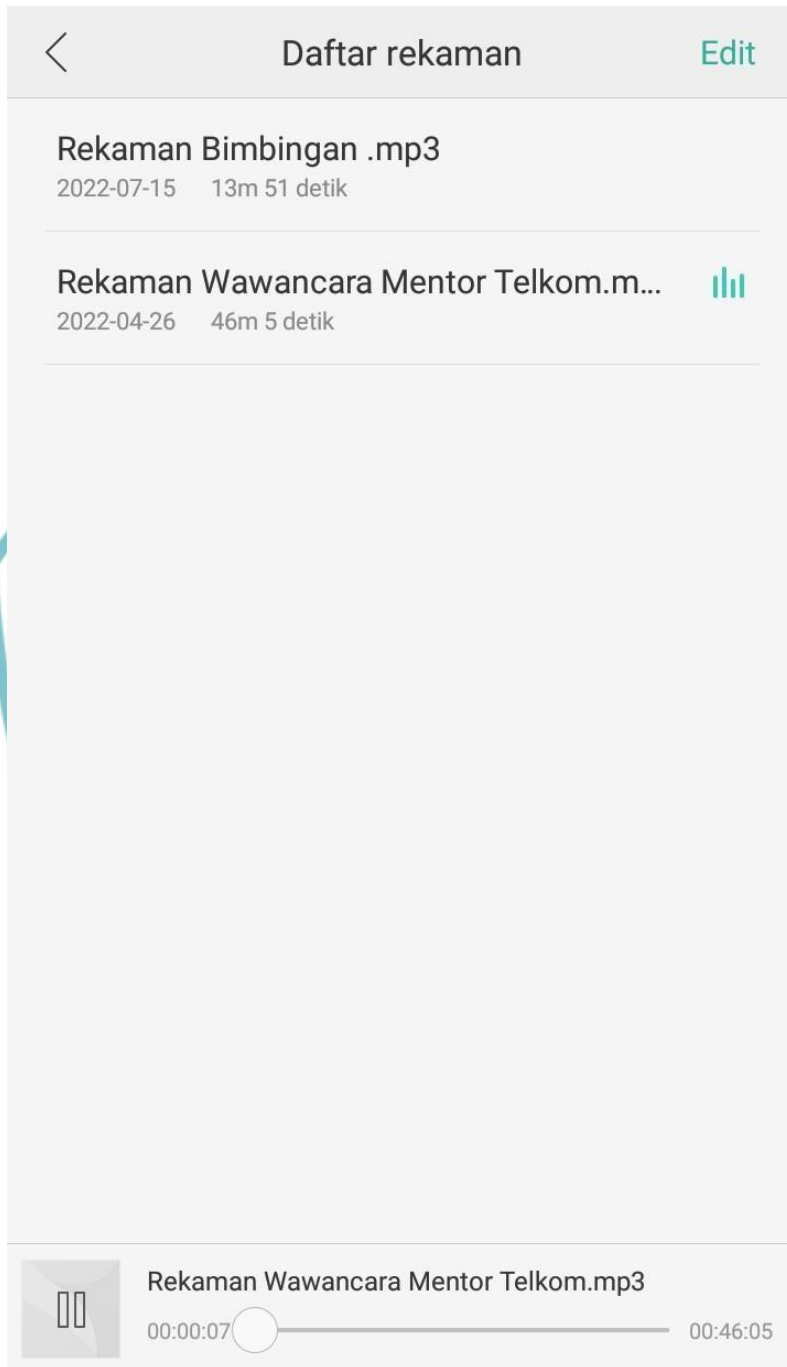 Daftar rekaman Edit
Rekaman Bimbingan .mp3
2022-07-15 13m 51 detik
Rekaman Wawancara Mentor Telkom.m...
2022-04-26 46m 5 detik
Rekaman Wawancara Mentor Telkom.mp3
00:00:07 00:46:05